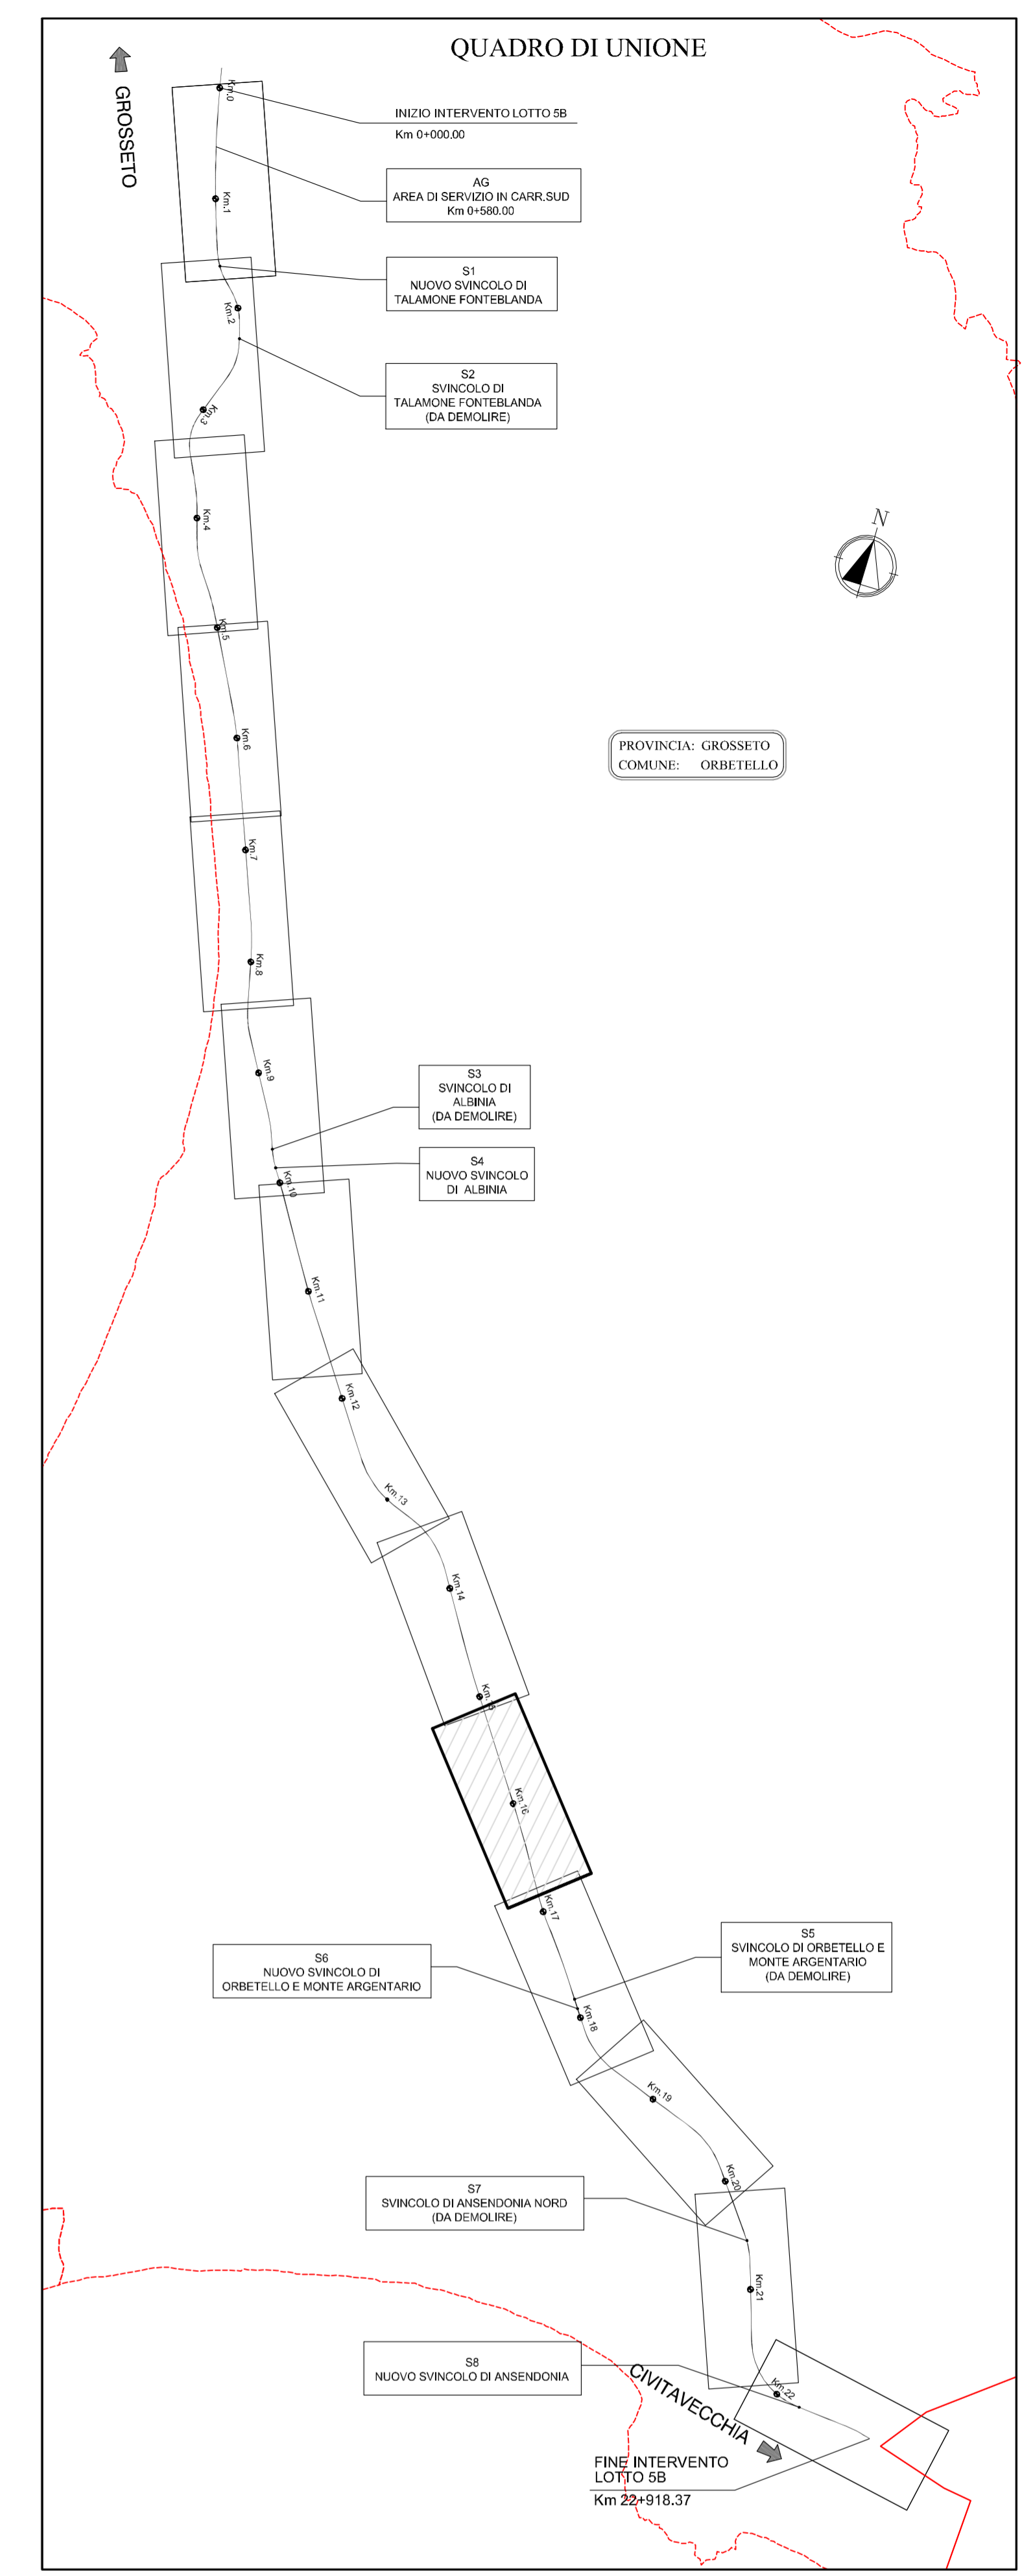 QUADRO DI UNIONE
GROSSETO
Km.0
INIZIO INTERVENTO LOTTO 5B
Km 0+000.00
AG
AREA DI SERVIZIO IN CARR.SUD
Km 0+580.00
Km.1
S1
NUOVO SVINCOLO DI
TALAMONE FONTEBLANDA
Km.2
S2
SVINCOLO DI
TALAMONE FONTEBLANDA
(DA DEMOLIRE)
Km.3
Km.4
N
Km.5
Km.6
PROVINCIA: GROSSETO
COMUNE: ORBETELLO
Km.7
Km.8
Km.9
S3
SVINCOLO DI
ALBINIA
(DA DEMOLIRE)
S4
NUOVO SVINCOLO
DI ALBINIA
Km.10
Km.11
Km.12
Km.13
Km.14
Km.15
Km.16
Km.17
S5
SVINCOLO DI ORBETELLO E
MONTE ARGENTARIO
(DA DEMOLIRE)
S6
NUOVO SVINCOLO DI
ORBETELLO E MONTE ARGENTARIO
Km.18
Km.19
Km.20
S7
SVINCOLO DI ANSENDONIA NORD
(DA DEMOLIRE)
Km.21
S8
NUOVO SVINCOLO DI ANSENDONIA
Km.22
CIVITAVECCHIA
FINE INTERVENTO
LOTTO 5B
Km 22+918.37